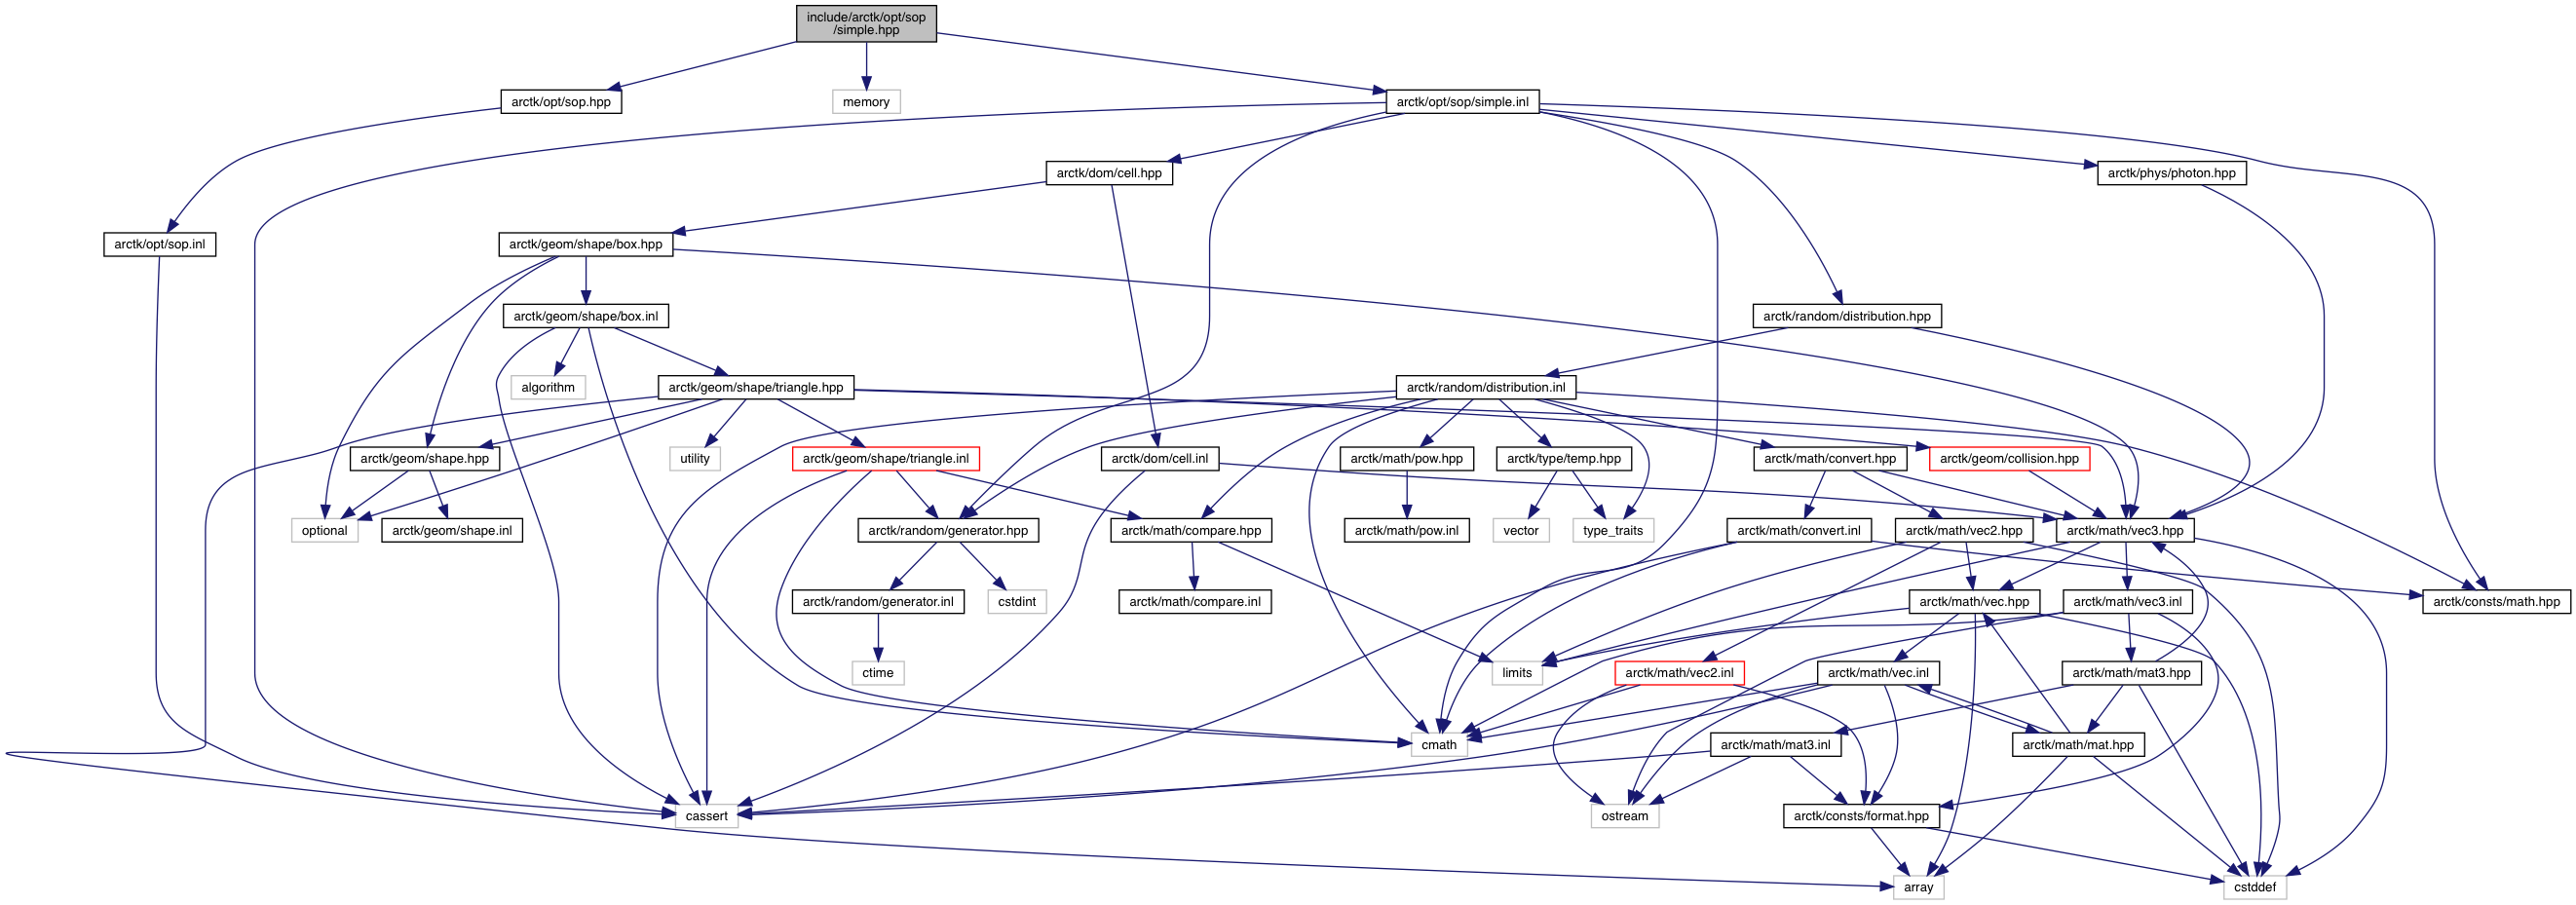 include/arctk/opt/sop
/simple.hpp
arctk/opt/sop.hpp
memory
arctk/opt/sop/simple.inl
arctk/dom/cell.hpp
arctk/phys/photon.hpp
arctk/opt/sop.inl
arctk/geom/shape/box.hpp
arctk/geom/shape/box.inl
arctk/random/distribution.hpp
algorithm
arctk/geom/shape/triangle.hpp
arctk/random/distribution.inl
arctk/geom/shape.hpp
utility
arctk/geom/shape/triangle.inl
arctk/dom/cell.inl
arctk/math/pow.hpp
arctk/type/temp.hpp
arctk/math/convert.hpp
arctk/geom/collision.hpp
optional
arctk/geom/shape.inl
arctk/random/generator.hpp
arctk/math/compare.hpp
arctk/math/pow.inl
vector
type_traits
arctk/math/convert.inl
arctk/math/vec2.hpp
arctk/math/vec3.hpp
arctk/random/generator.inl
cstdint
arctk/math/compare.inl
arctk/math/vec.hpp
arctk/math/vec3.inl
arctk/consts/math.hpp
ctime
limits
arctk/math/vec2.inl
arctk/math/vec.inl
arctk/math/mat3.hpp
cmath
arctk/math/mat3.inl
arctk/math/mat.hpp
cassert
ostream
arctk/consts/format.hpp
array
cstddef